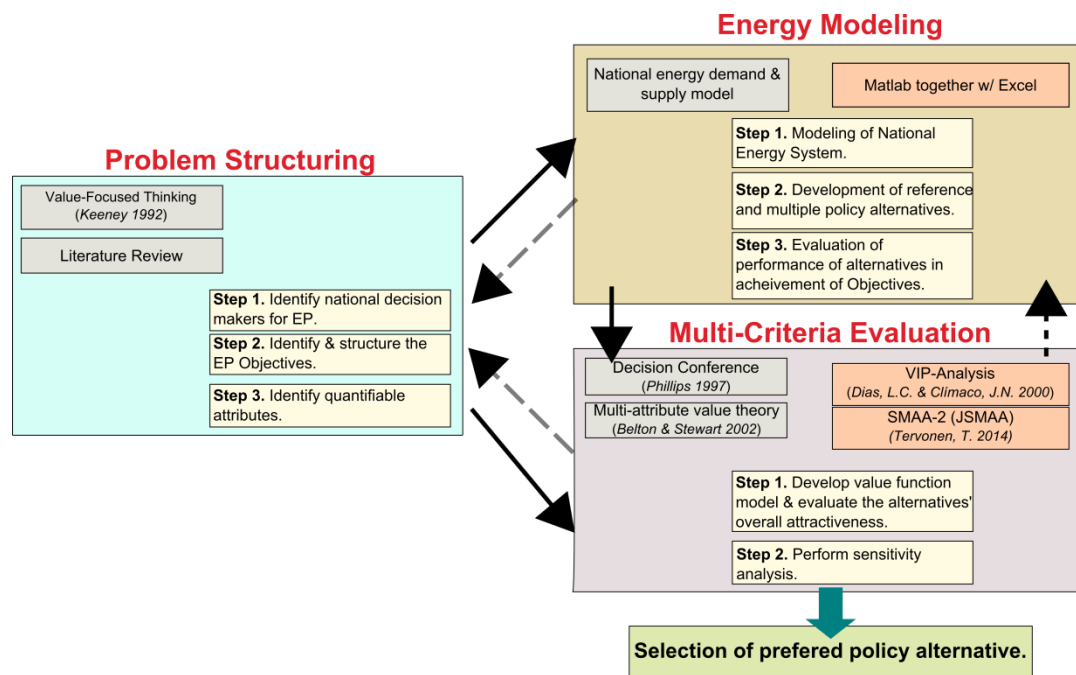 Problem Structuring
Value-Focused Thinking
(Keeney 1992)
Literature Review
Step 1. Identify national decision
makers for EP.
Step 2. Identify & structure the
EP Objectives.
Step 3. Identify quantifiable
attributes.
Energy Modeling
National energy demand &
supply model
Matlab together w/ Excel
Step 1. Modeling of National
Energy System.
Step 2. Development of reference
and multiple policy alternatives.
Step 3. Evaluation of
performance of alternatives in
acheivement of Objectives.
Multi-Criteria Evaluation
Decision Conference
(Phillips 1997)
Multi-attribute value theory
(Belton & Stewart 2002)
VIP-Analysis
(Dias, L.C. & Climaco, J.N. 2000)
SMAA-2 (JSMAA)
(Tervonen, T. 2014)
Step 1. Develop value function
model & evaluate the alternatives'
overall attractiveness.
Step 2. Perform sensitivity
analysis.
Selection of prefered policy alternative.